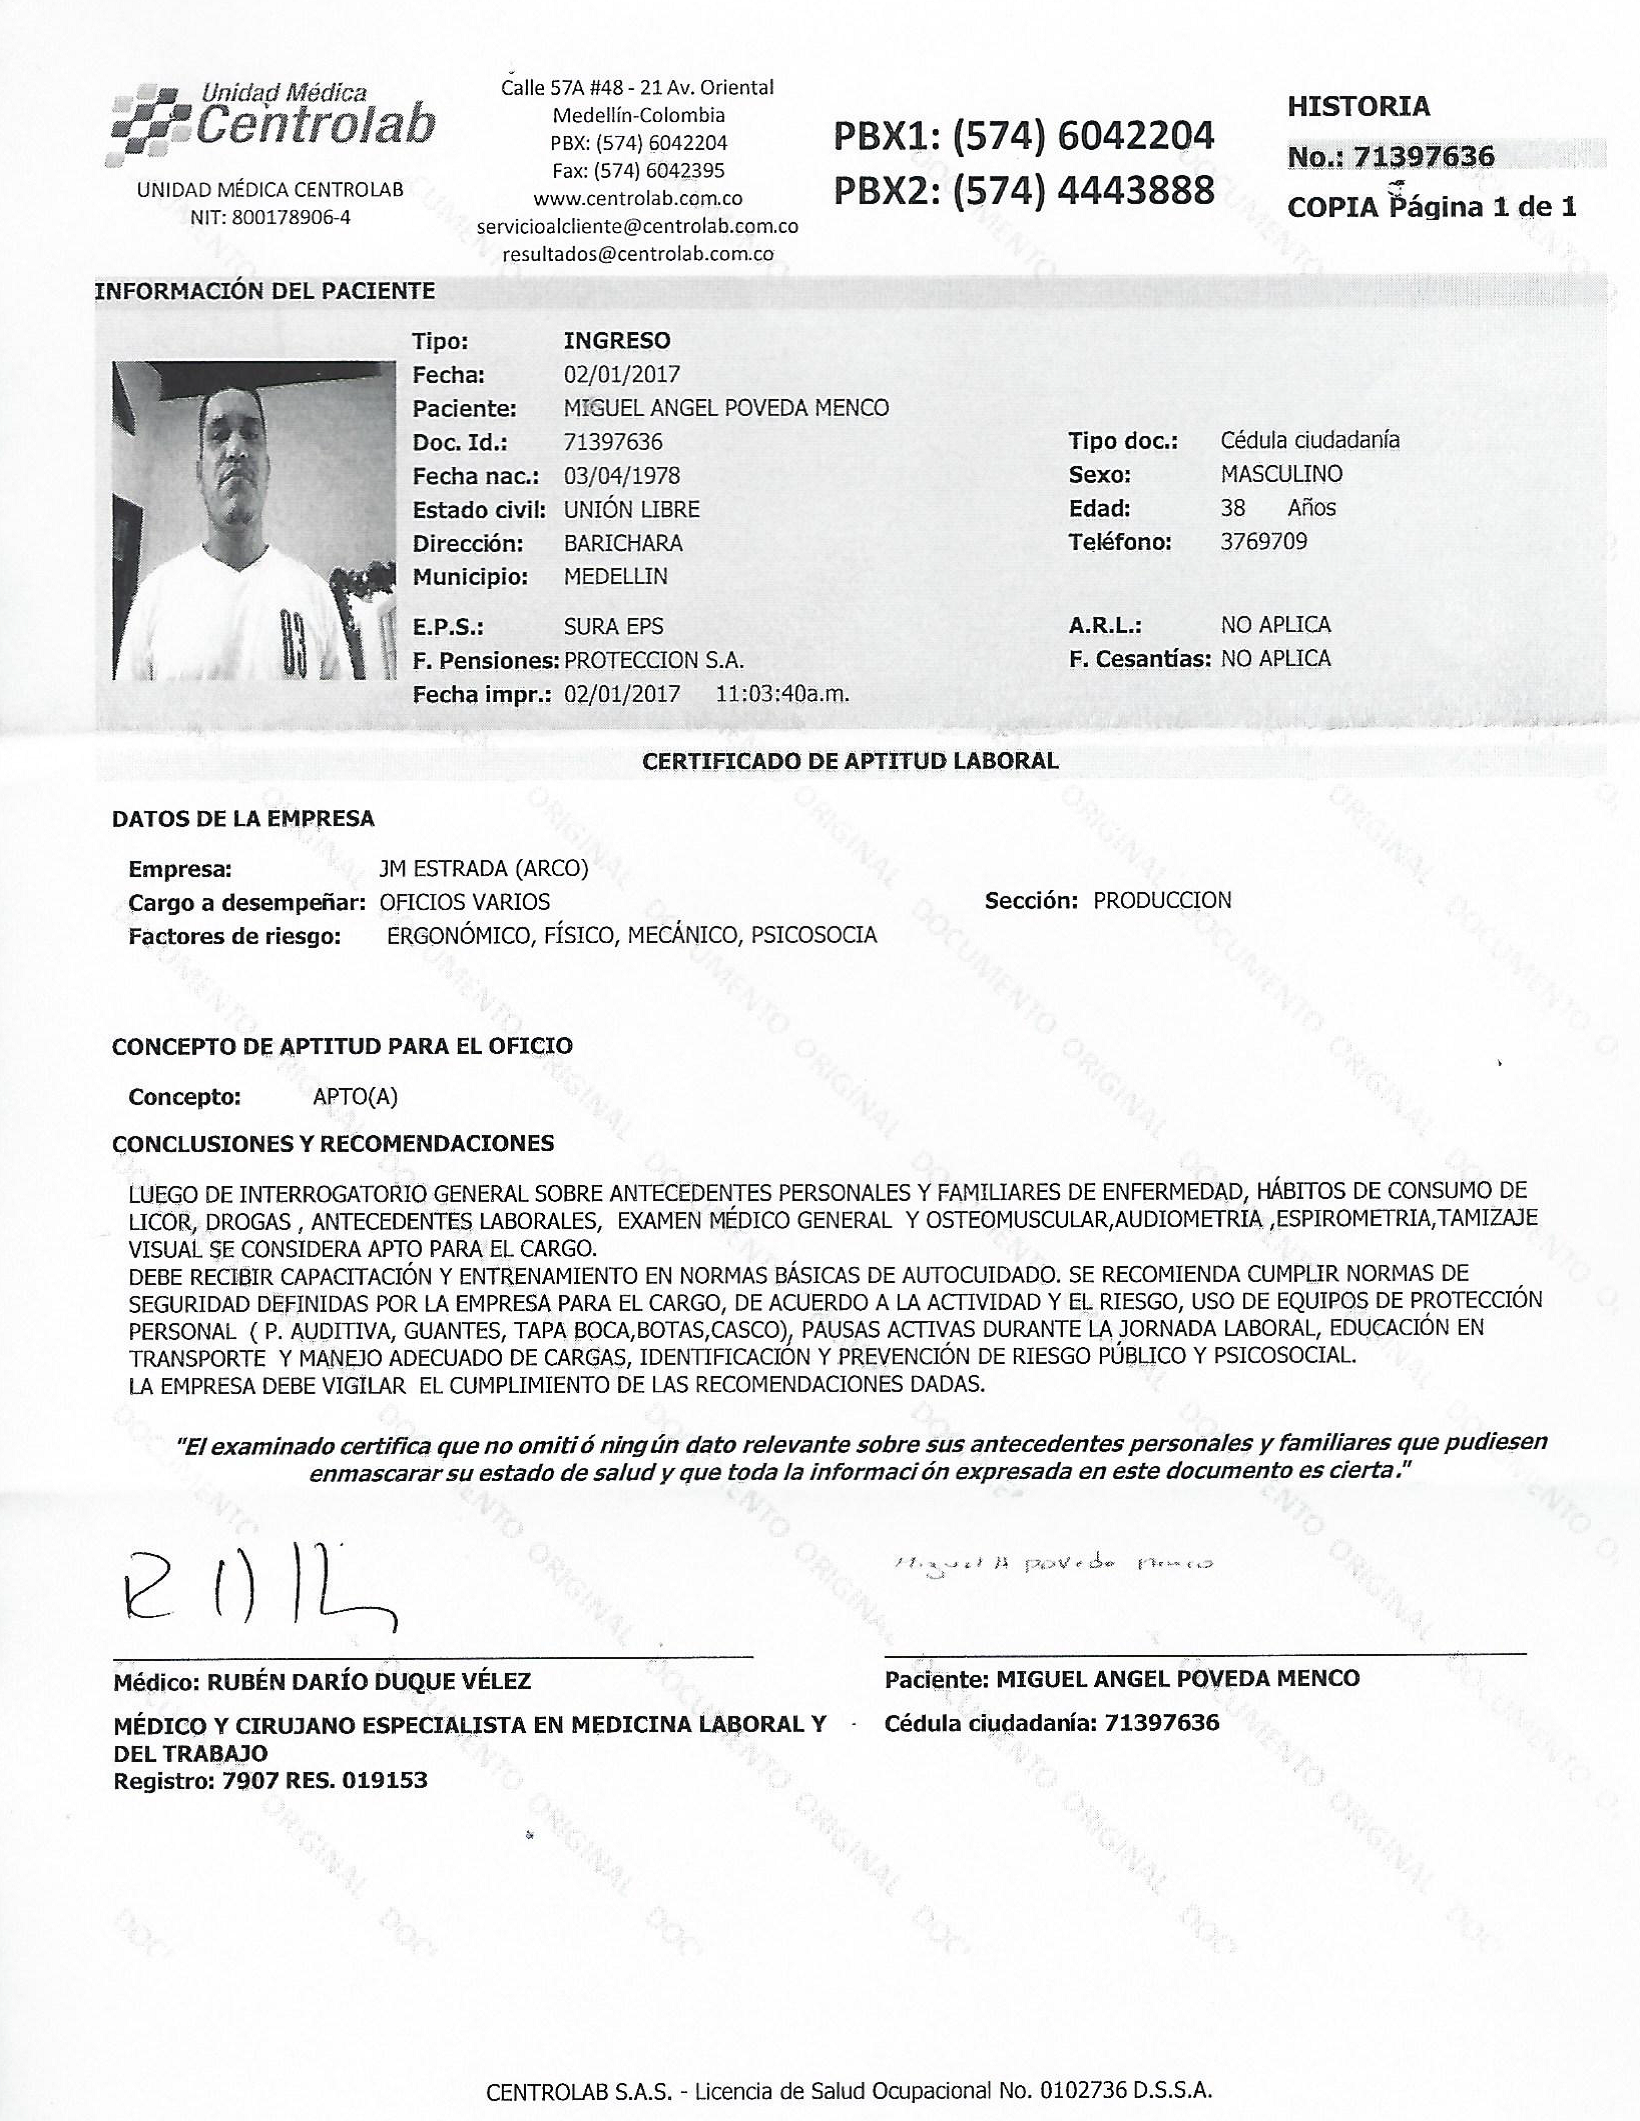 Unidad Médica
Centrolab
UNIDAD MÉDICA CENTROLAB
NIT: 800178906-4
Calle 57A #48 - 21 Av. Oriental
Medellín-Colombia
PBX: (574) 6042204
Fax: (574) 6042395
www.centrolab.com.co
servicioalcliente@centrolab.com.co
resultados@centrolab.com.co
PBX1: (574) 6042204
PBX2: (574) 4443888
HISTORIA
No.: 71397636
COPIA Página 1 de 1
INFORMACIÓN DEL PACIENTE
Tipo: INGRESO
Fecha: 02/01/2017
Paciente: MIGUEL ANGEL POVEDA MENCO
Doc. Id.: 71397636 Tipo doc.: Cédula ciudadanía
Fecha nac.: 03/04/1978 Sexo: MASCULINO
Estado civil: UNIÓN LIBRE Edad: 38 Años
Dirección: BARICHARA Teléfono: 3769709
Municipio: MEDELLIN
E.P.S.: SURA EPS A.R.L.: NO APLICA
F. Pensiones: PROTECCION S.A. F. Cesantías: NO APLICA
Fecha impr.: 02/01/2017 11:03:40a.m.
83
CERTIFICADO DE APTITUD LABORAL
DATOS DE LA EMPRESA
Empresa: JM ESTRADA (ARCO)
Cargo a desempeñar: OFICIOS VARIOS Sección: PRODUCCION
Factores de riesgo: ERGONÓMICO, FÍSICO, MECÁNICO, PSICOSOCIA
CONCEPTO DE APTITUD PARA EL OFICIO
Concepto: APTO(A)
CONCLUSIONES Y RECOMENDACIONES
LUEGO DE INTERROGATORIO GENERAL SOBRE ANTECEDENTES PERSONALES Y FAMILIARES DE ENFERMEDAD, HÁBITOS DE CONSUMO DE
LICOR, DROGAS , ANTECEDENTES LABORALES, EXAMEN MÉDICO GENERAL Y OSTEOMUSCULAR,AUDIOMETRIA ,ESPIROMETRIA,TAMIZAJE
VISUAL SE CONSIDERA APTO PARA EL CARGO.
DEBE RECIBIR CAPACITACIÓN Y ENTRENAMIENTO EN NORMAS BÁSICAS DE AUTOCUIDADO. SE RECOMIENDA CUMPLIR NORMAS DE
SEGURIDAD DEFINIDAS POR LA EMPRESA PARA EL CARGO, DE ACUERDO A LA ACTIVIDAD Y EL RIESGO, USO DE EQUIPOS DE PROTECCIÓN
PERSONAL ( P. AUDITIVA, GUANTES, TAPA BOCA,BOTAS,CASCO), PAUSAS ACTIVAS DURANTE LA JORNADA LABORAL, EDUCACIÓN EN
TRANSPORTE Y MANEJO ADECUADO DE CARGAS, IDENTIFICACIÓN Y PREVENCIÓN DE RIESGO PÚBLICO Y PSICOSOCIAL.
LA EMPRESA DEBE VIGILAR EL CUMPLIMIENTO DE LAS RECOMENDACIONES DADAS.
"El examinado certifica que no omitió ningún dato relevante sobre sus antecedentes personales y familiares que pudiesen
enmascarar su estado de salud y que toda la información expresada en este documento es cierta."
Miguel A poveda menco
Médico: RUBÉN DARÍO DUQUE VÉLEZ
MÉDICO Y CIRUJANO ESPECIALISTA EN MEDICINA LABORAL Y
DEL TRABAJO
Registro: 7907 RES. 019153
Paciente: MIGUEL ANGEL POVEDA MENCO
Cédula ciudadanía: 71397636
DOCUMENTO ORIGINAL
CENTROLAB S.A.S. - Licencia de Salud Ocupacional No. 0102736 D.S.S.A.